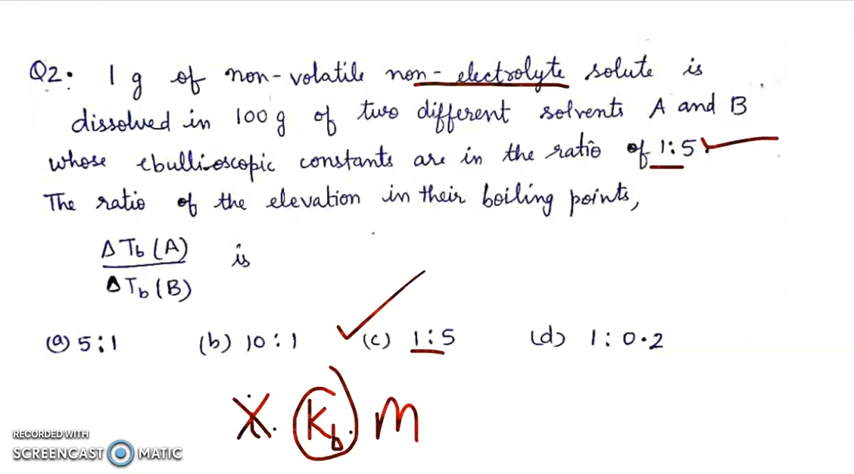 Q2. 1 g of non-volatile non-electrolyte solute is
dissolved in 100 g of two different solvents A and B
whose ebullioscopic constants are in the ratio of 1:5.
The ratio of the elevation in their boiling points,
ΔTb (A) is
ΔTb (B)
(a) 5:1 (b) 10:1 (c) 1:5 (d) 1:0.2
i. Kb. m
RECORDED WITH
SCREENCAST MATIC